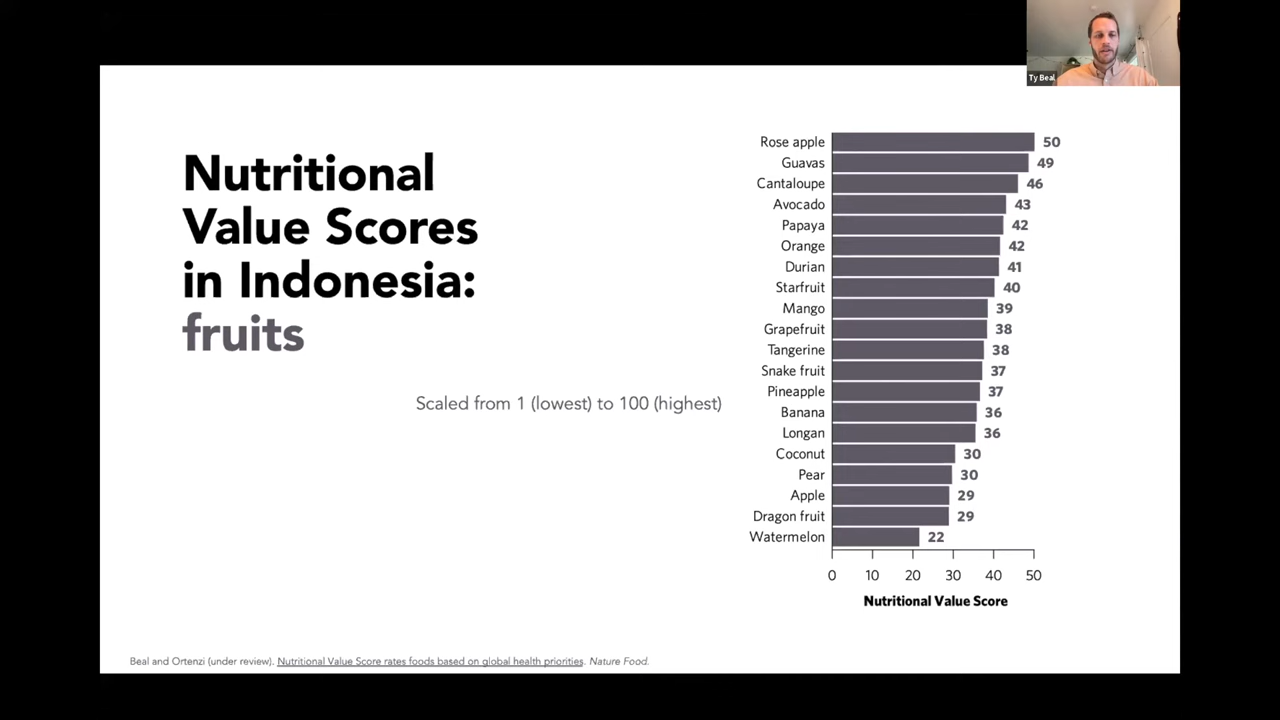 Ty Beal
Nutritional
Value Scores
in Indonesia:
fruits
Scaled from 1 (lowest) to 100 (highest)
Rose apple 50
Guavas 49
Cantaloupe 46
Avocado 43
Papaya 42
Orange 42
Durian 41
Starfruit 40
Mango 39
Grapefruit 38
Tangerine 38
Snake fruit 37
Pineapple 37
Banana 36
Longan 36
Coconut 30
Pear 30
Apple 29
Dragon fruit 29
Watermelon 22
0 10 20 30 40 50
Nutritional Value Score
Beal and Ortenzi (under review). Nutritional Value Score rates foods based on global health priorities. Nature Food.